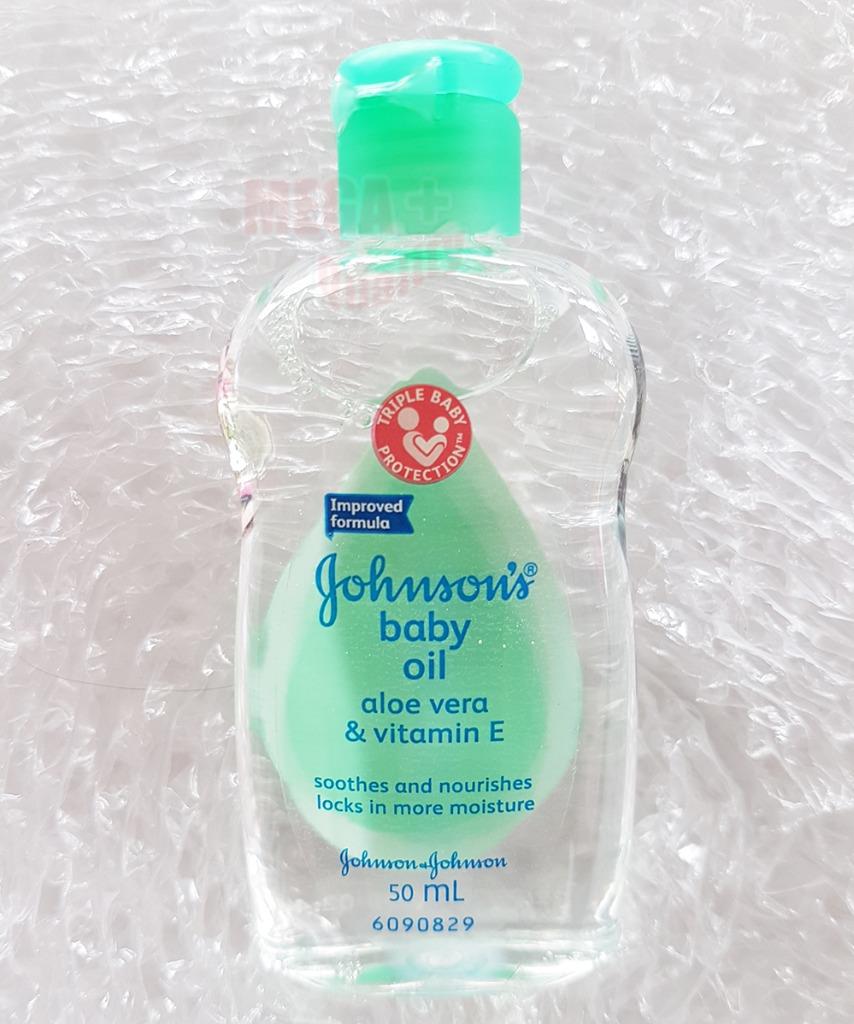 MEGA+
TRIPLE BABY
PROTECTION™
Improved
formula
Johnson's®
baby
oil
aloe vera
& vitamin E
soothes and nourishes
locks in more moisture
Johnson & Johnson
50 mL
6090829